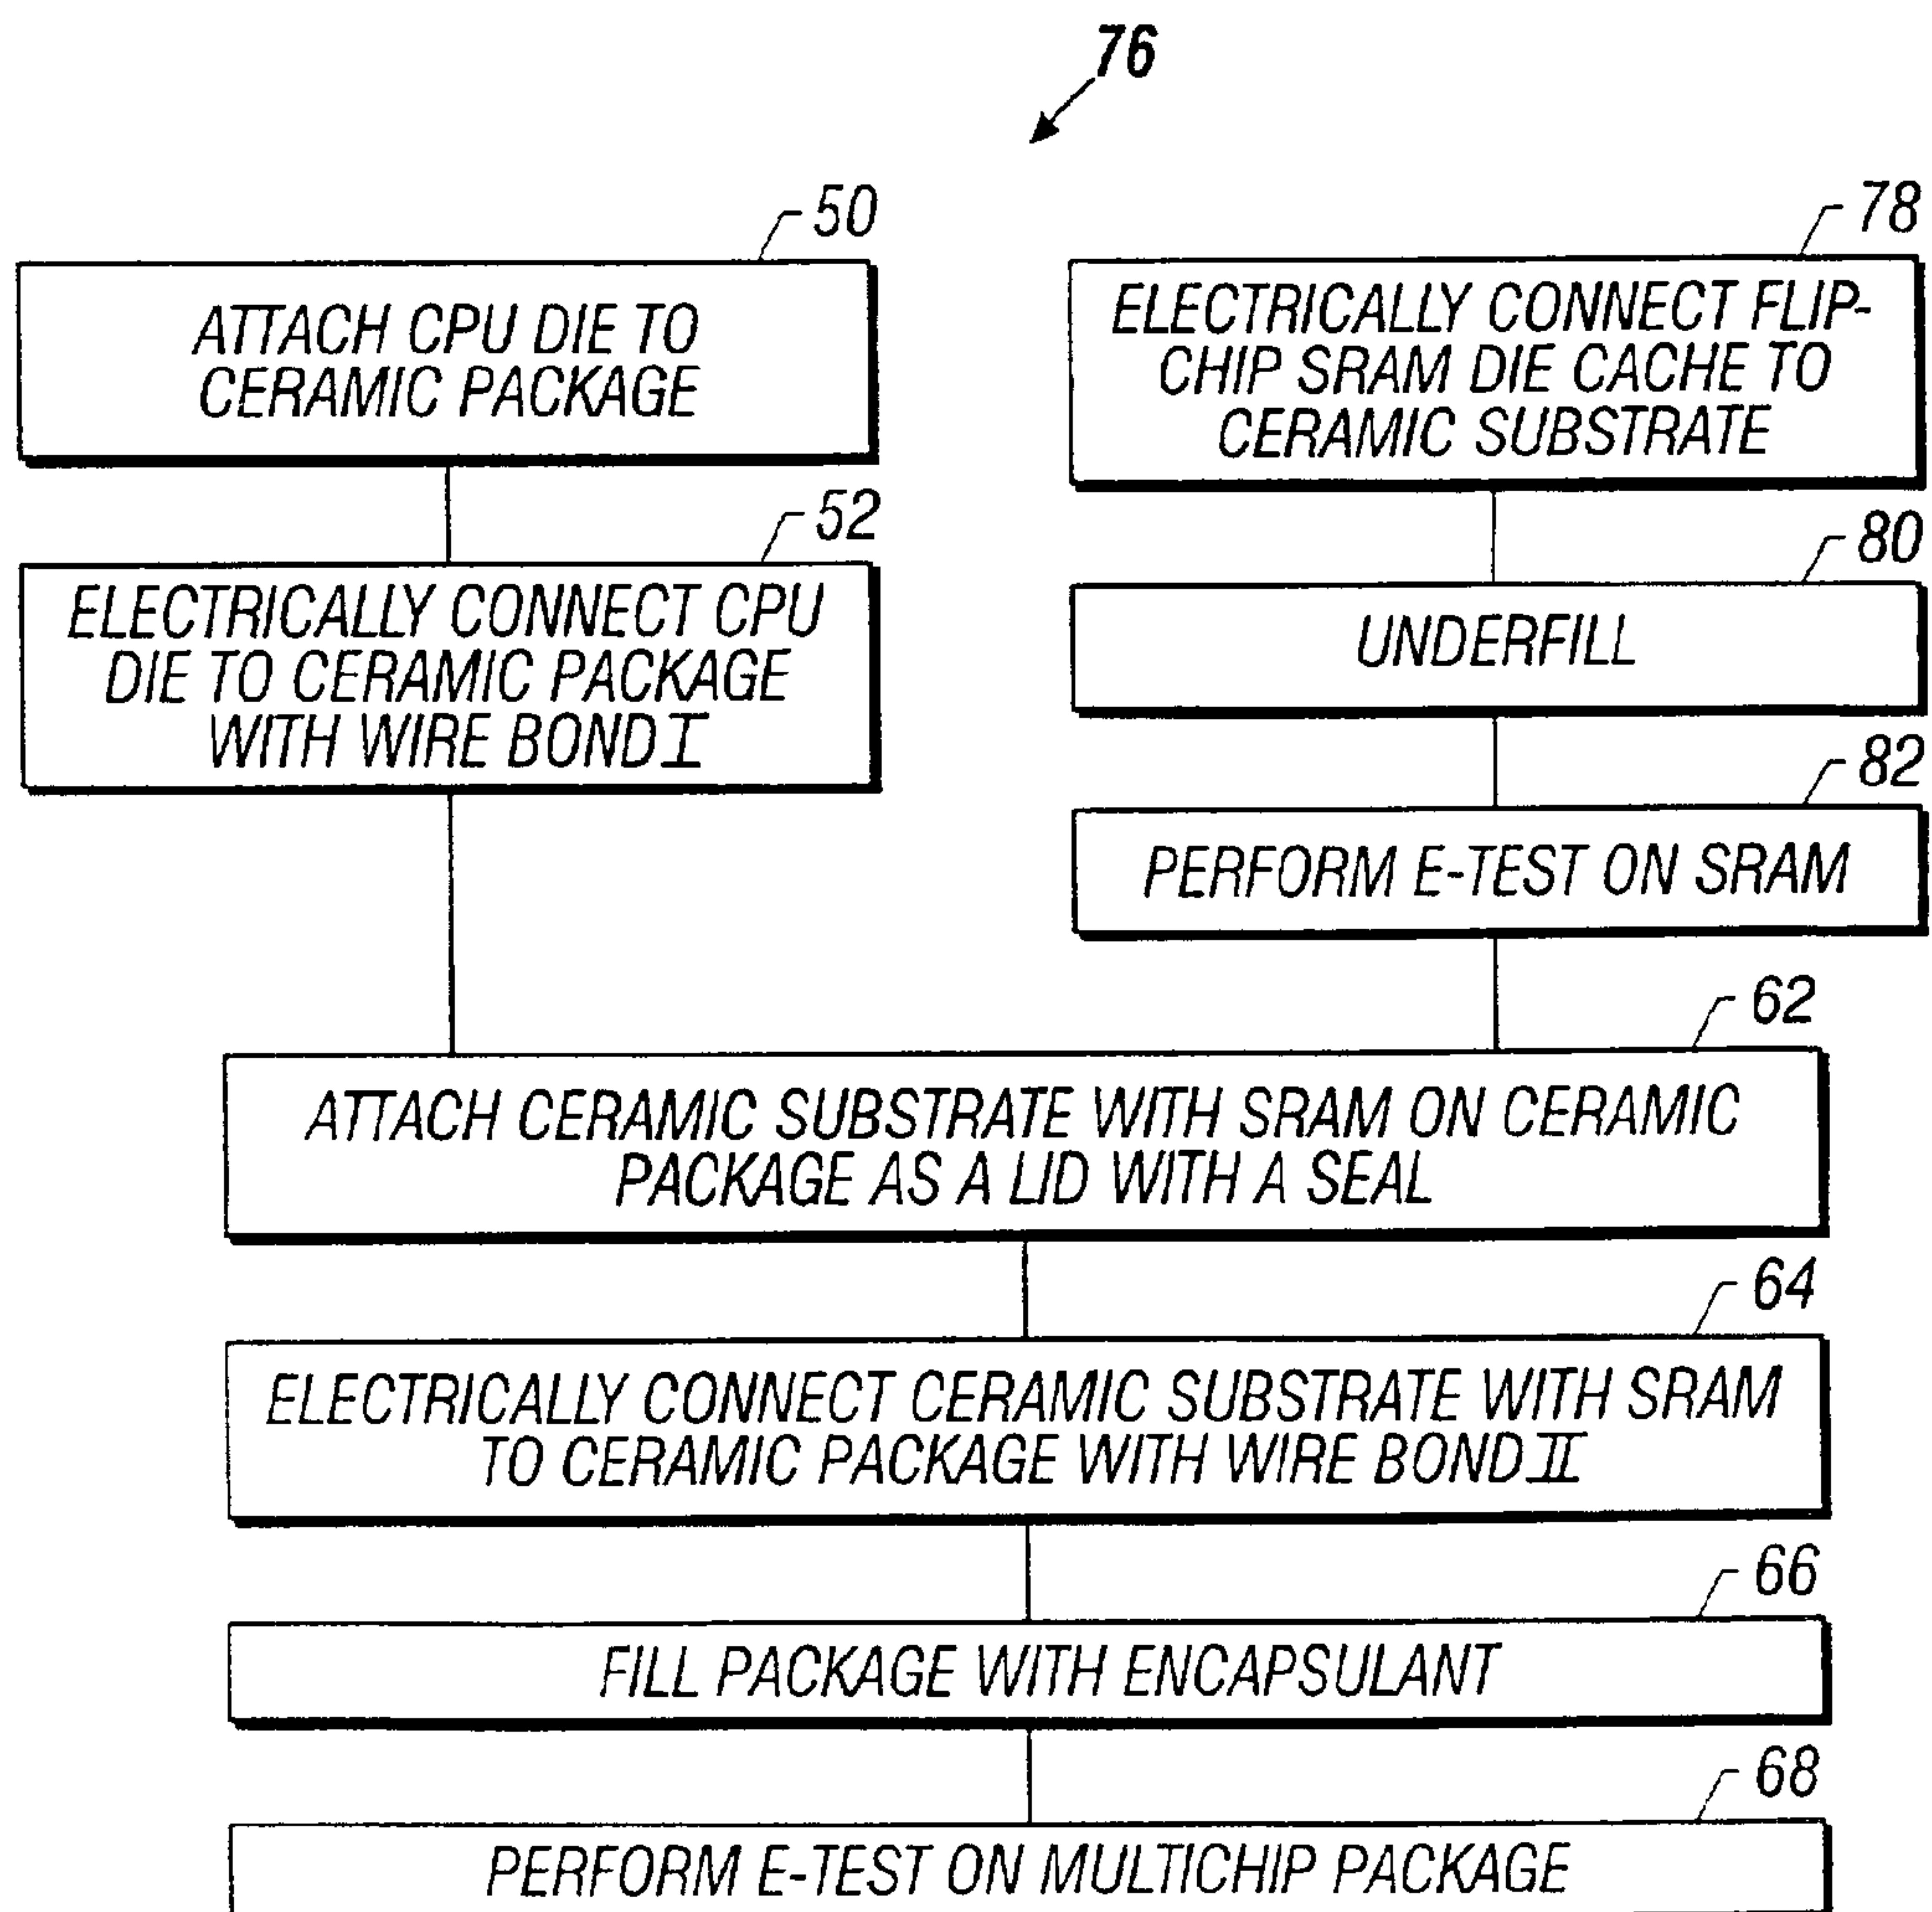 76
50
ATTACH CPU DIE TO
CERAMIC PACKAGE
52
ELECTRICALLY CONNECT CPU
DIE TO CERAMIC PACKAGE
WITH WIRE BOND I
78
ELECTRICALLY CONNECT FLIP-
CHIP SRAM DIE CACHE TO
CERAMIC SUBSTRATE
80
UNDERFILL
82
PERFORM E-TEST ON SRAM
62
ATTACH CERAMIC SUBSTRATE WITH SRAM ON CERAMIC
PACKAGE AS A LID WITH A SEAL
64
ELECTRICALLY CONNECT CERAMIC SUBSTRATE WITH SRAM
TO CERAMIC PACKAGE WITH WIRE BOND II
66
FILL PACKAGE WITH ENCAPSULANT
68
PERFORM E-TEST ON MULTICHIP PACKAGE